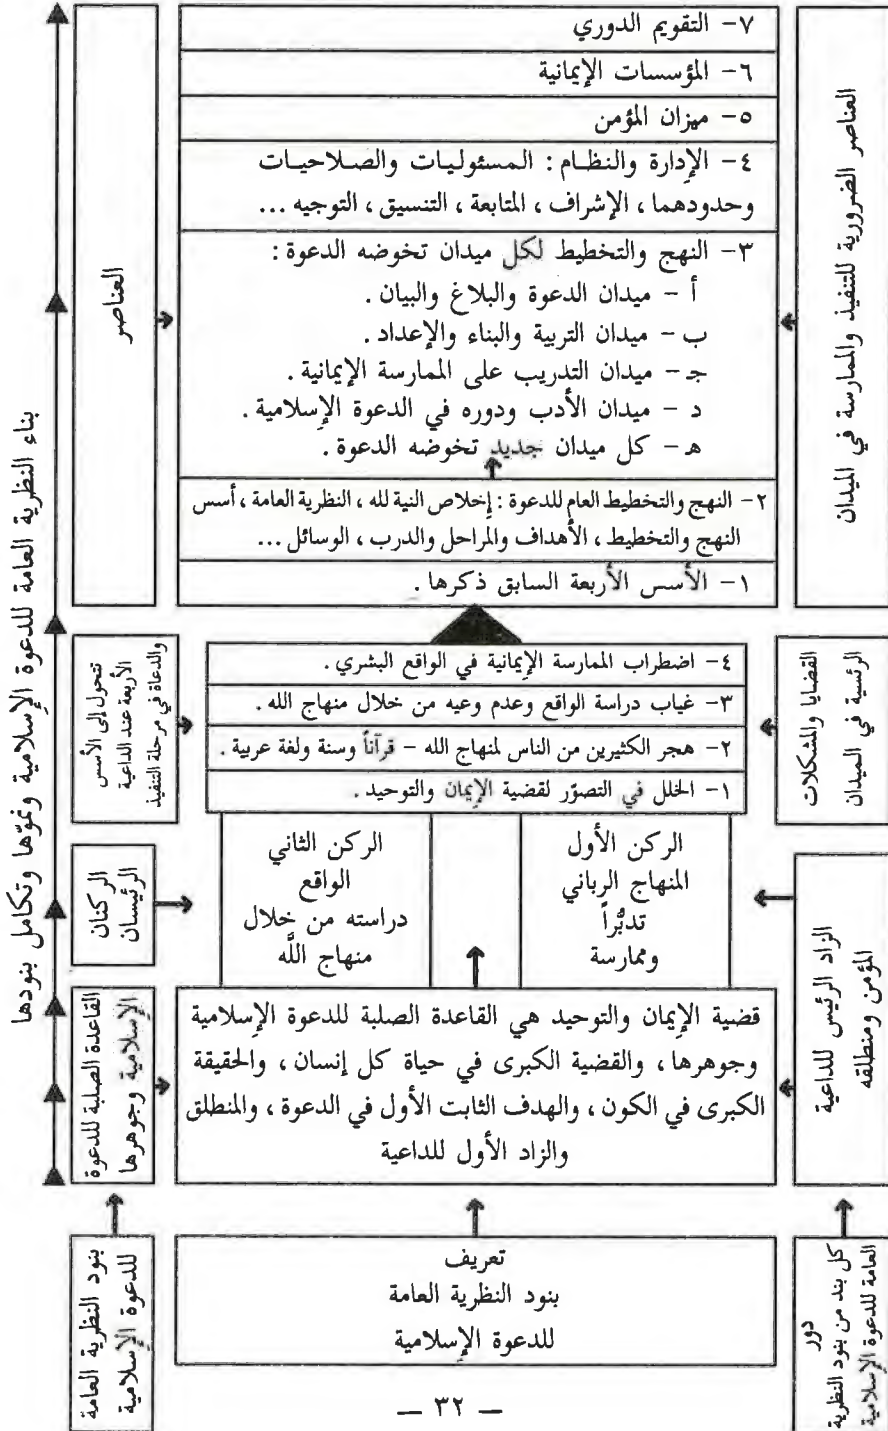 ٧- التقويم الدوري
٦- المؤسسات الإيمانية
٥- ميزان المؤمن
٤- الإدارة والنظام : المسئوليات والصلاحيات
وحدودهما ، الإشراف ، المتابعة ، التنسيق ، التوجيه ...
٣- النهج والتخطيط لكل ميدان تخوضه الدعوة :
أ - ميدان الدعوة والبلاغ والبيان .
ب - ميدان التربية والبناء والإعداد .
جـ - ميدان التدريب على الممارسة الإيمانية .
د - ميدان الأدب ودوره في الدعوة الإسلامية .
هـ - كل ميدان جديد تخوضه الدعوة .
٢- النهج والتخطيط العام للدعوة : إخلاص النية لله ، النظرية العامة ، أسس
النهج والتخطيط ، الأهداف والمراحل والدرب ، الوسائل ...
١- الأسس الأربعة السابق ذكرها .
العناصر الضرورية للتنفيذ والممارسة في الميدان
العناصر
بناء النظرية العامة للدعوة الإسلامية ونموّها وتكامل بنودها
٤- اضطراب الممارسة الإيمانية في الواقع البشري .
٣- غياب دراسة الواقع وعدم وعيه من خلال منهاج الله .
٢- هجر الكثيرين من الناس لمنهاج الله - قرآناً وسنة ولغة عربية .
١- الخلل في التصوّر لقضية الإيمان والتوحيد .
القضايا والمشكلات
الرئسية في الميدان
تتحول إلى الأسس
الأربعة عند الداعية
والدعاة في مرحلة التنفيذ
الركن الأول
المنهاج الرباني
تدبُّراً
وممارسة
الركن الثاني
الواقع
دراسته من خلال
منهاج اللَّه
الركنان
الرئيسان
الزاد الرئيس للداعية
المؤمن ومنطلقه
قضية الإيمان والتوحيد هي القاعدة الصلبة للدعوة الإسلامية
وجوهرها ، والقضية الكبرى في حياة كل إنسان ، والحقيقة
الكبرى في الكون ، والهدف الثابت الأول في الدعوة ، والمنطلق
والزاد الأول للداعية
القاعدة الصلبة للدعوة
الإسلامية وجوهرها
تعريف
بنود النظرية العامة
للدعوة الإسلامية
دور
كل بند من بنود النظرية
العامة للدعوة الإسلامية
بنود النظرية العامة
للدعوة الإسلامية
— ٣٢ —